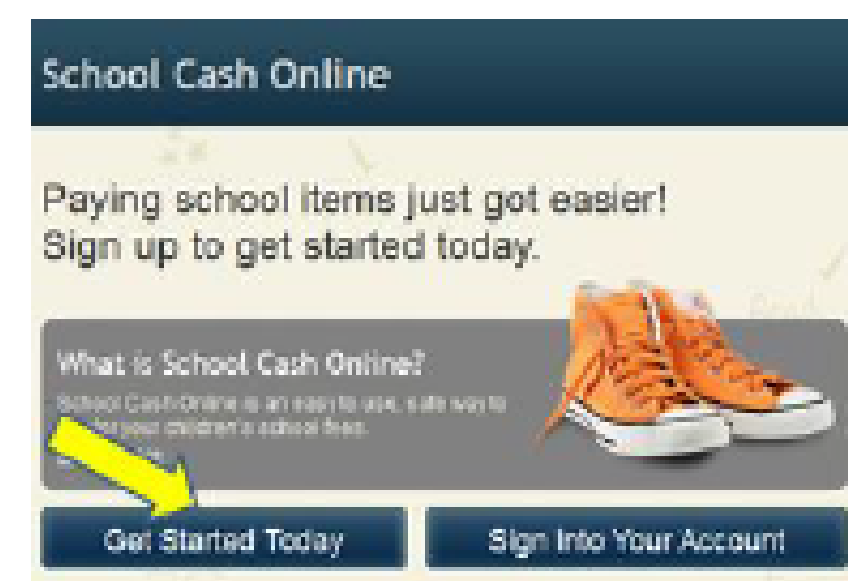 School Cash Online
Paying school items just got easier!
Sign up to get started today.
What is School Cash Online?
School Cash Online is an easy to use, safe way to
for your children's school fees.
Get Started Today
Sign Into Your Account